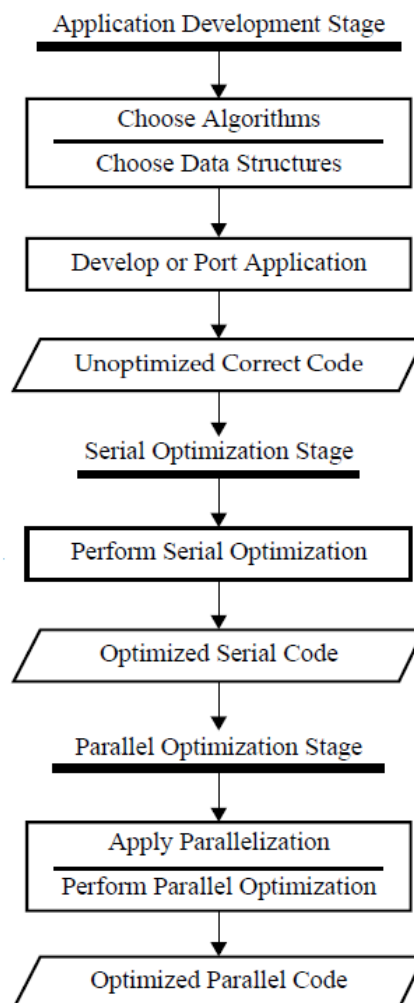 Application Development Stage
Choose Algorithms
Choose Data Structures
Develop or Port Application
Unoptimized Correct Code
Serial Optimization Stage
Perform Serial Optimization
Optimized Serial Code
Parallel Optimization Stage
Apply Parallelization
Perform Parallel Optimization
Optimized Parallel Code